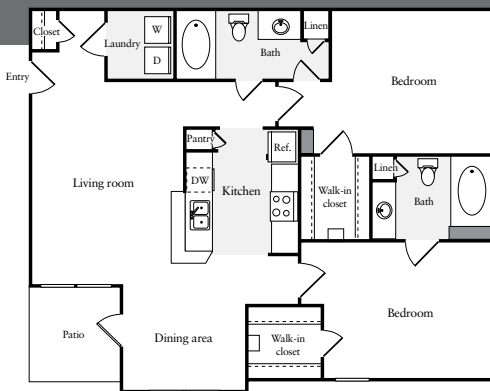 Closet
Laundry
W
D
Linen
Bath
Entry
Bedroom
Pantry
Ref.
DW
Kitchen
Living room
Walk-in
closet
Linen
Bath
Patio
Dining area
Walk-in
closet
Bedroom